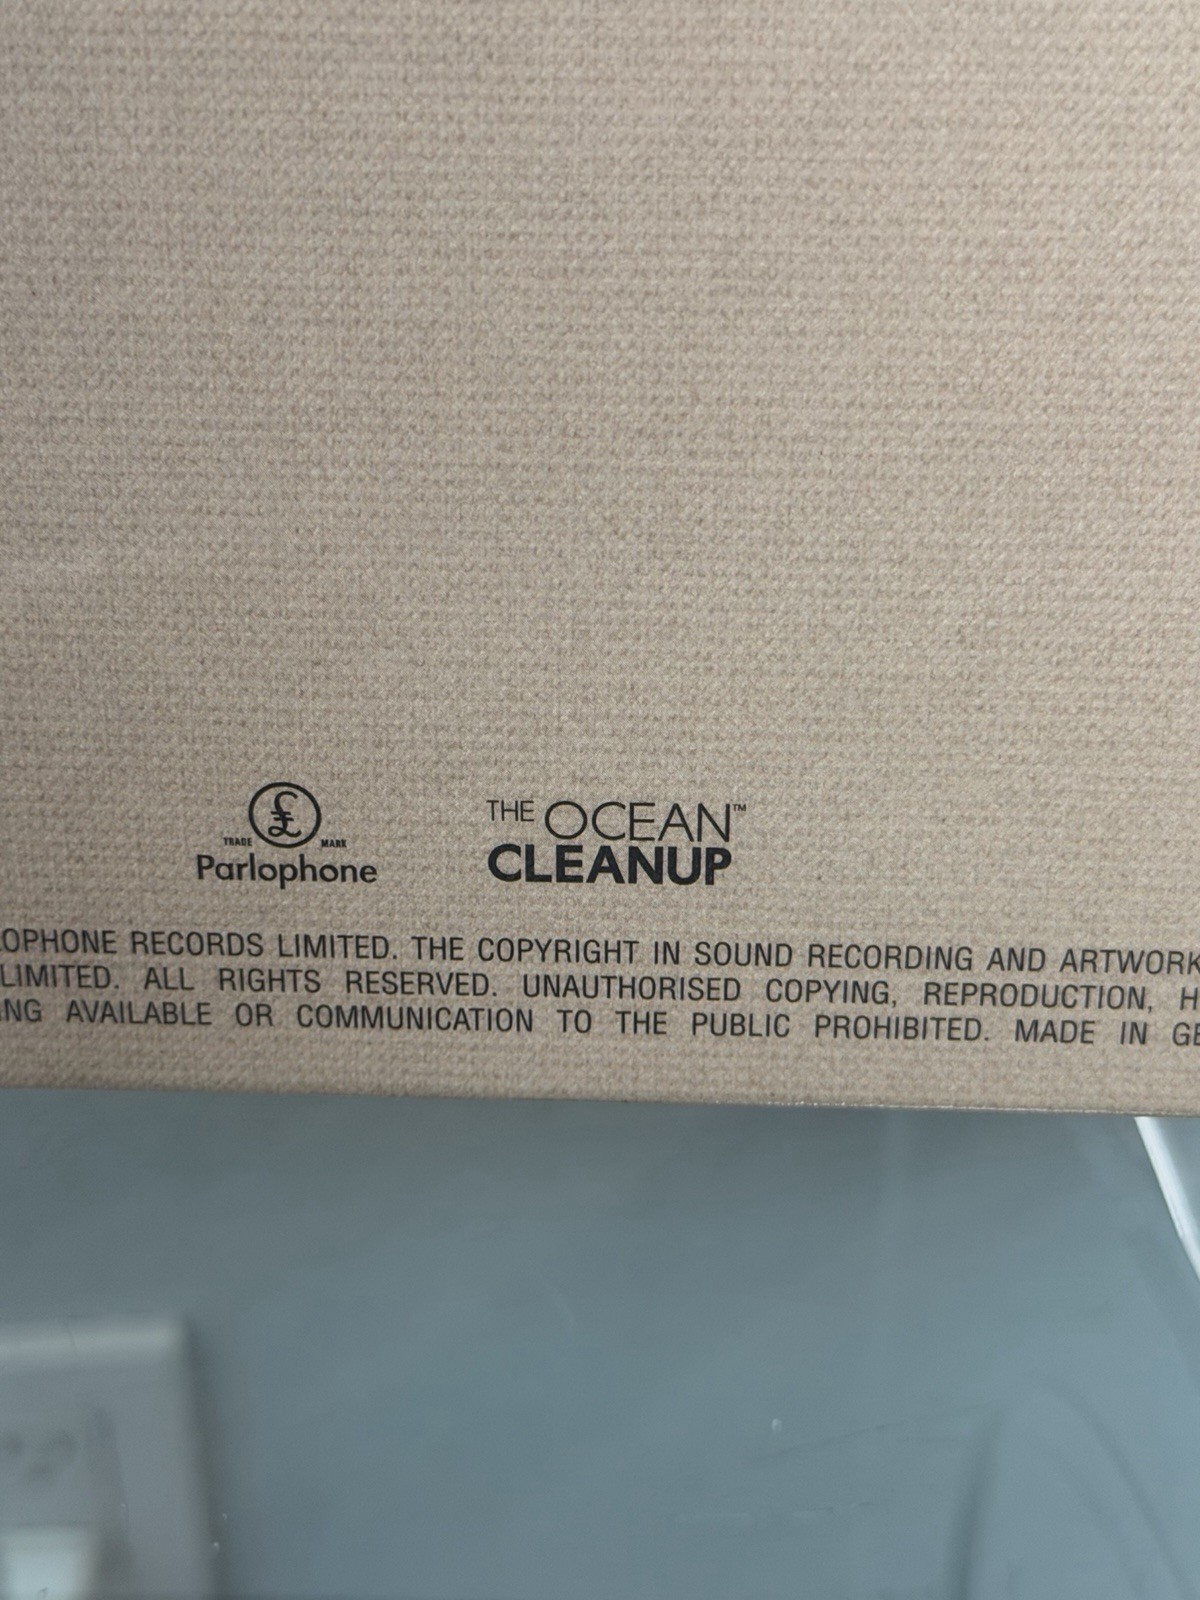 £
TRADE MARK
Parlophone
THE OCEAN™
CLEANUP
LOPHONE RECORDS LIMITED. THE COPYRIGHT IN SOUND RECORDING AND ARTWORK
LIMITED. ALL RIGHTS RESERVED. UNAUTHORISED COPYING, REPRODUCTION, H
NG AVAILABLE OR COMMUNICATION TO THE PUBLIC PROHIBITED. MADE IN GE